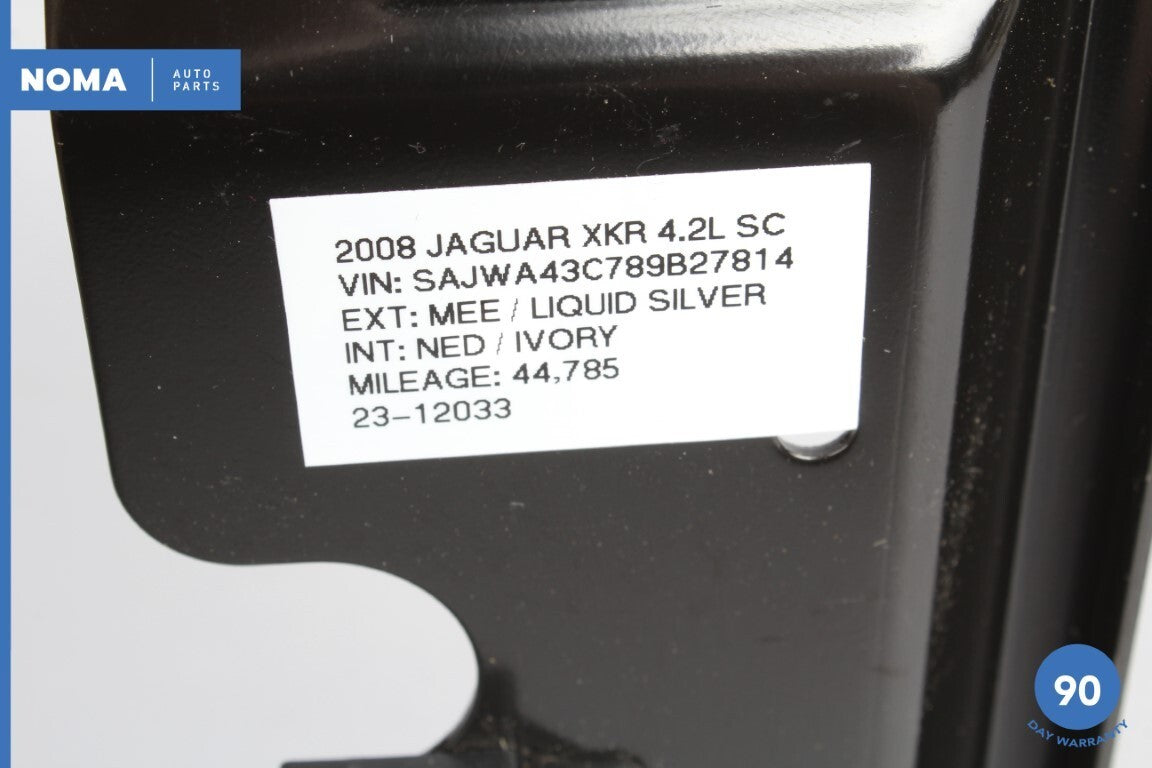 NOMA
AUTO
PARTS
2008 JAGUAR XKR 4.2L SC
VIN: SAJWA43C789B27814
EXT: MEE / LIQUID SILVER
INT: NED / IVORY
MILEAGE: 44,785
23-12033
90
DAY WARRANTY